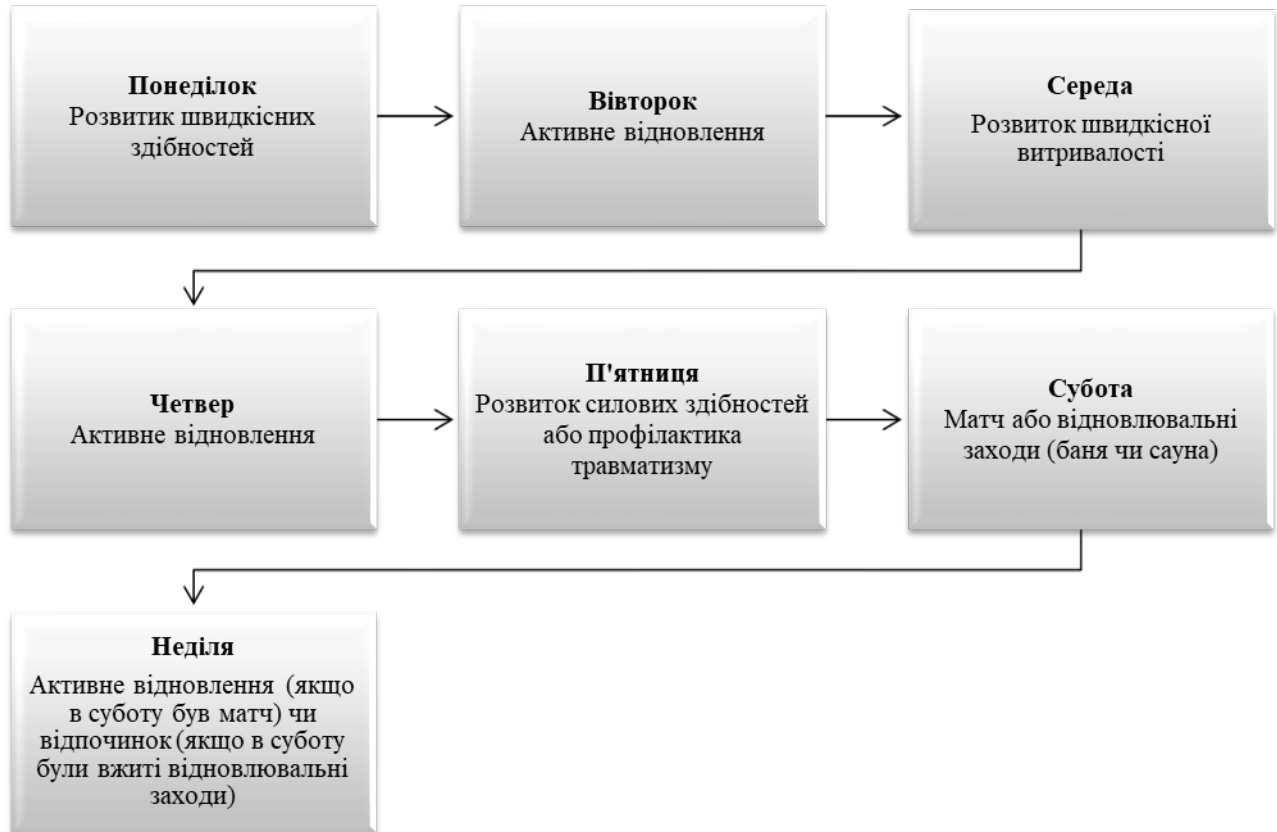 Понеділок
Розвитик швидкісних
здібностей
Вівторок
Активне відновлення
Середа
Розвиток швидкісної
витривалості
Четвер
Активне відновлення
П'ятниця
Розвиток силових здібностей
або профілактика
травматизму
Субота
Матч або відновлювальні
заходи (баня чи сауна)
Неділя
Активне відновлення (якщо
в суботу був матч) чи
відпочинок (якщо в суботу
були вжиті відновлювальні
заходи)